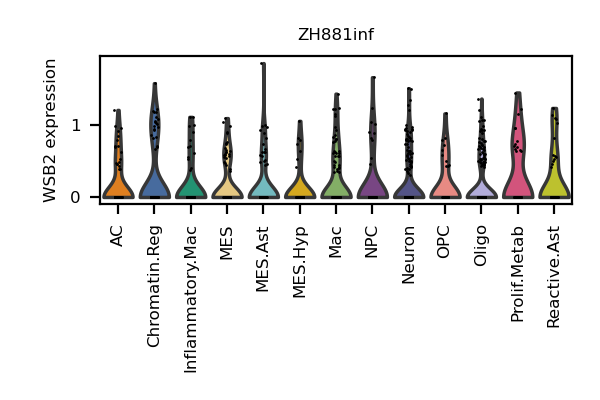 ZH881inf
WSB2 expression
1
0
AC
Chromatin.Reg
Inflammatory.Mac
MES
MES.Ast
MES.Hyp
Mac
NPC
Neuron
OPC
Oligo
Prolif.Metab
Reactive.Ast